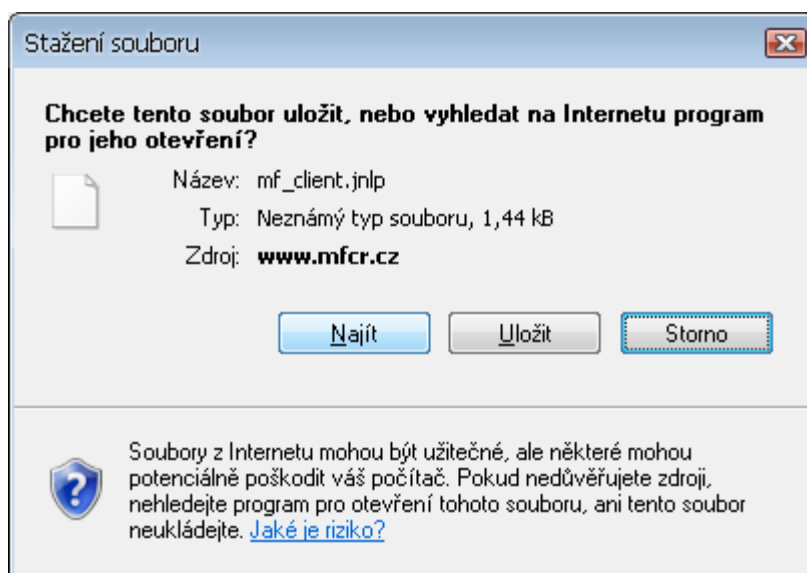 Stažení souboru
Chcete tento soubor uložit, nebo vyhledat na Internetu program
pro jeho otevření?
Název: mf_client.jnlp
Typ: Neznámý typ souboru, 1,44 kB
Zdroj: www.mfcr.cz
Najít Uložit Storno
Soubory z Internetu mohou být užitečné, ale některé mohou
potenciálně poškodit váš počítač. Pokud nedůvěřujete zdroji,
nehledejte program pro otevření tohoto souboru, ani tento soubor
neukládejte. Jaké je riziko?